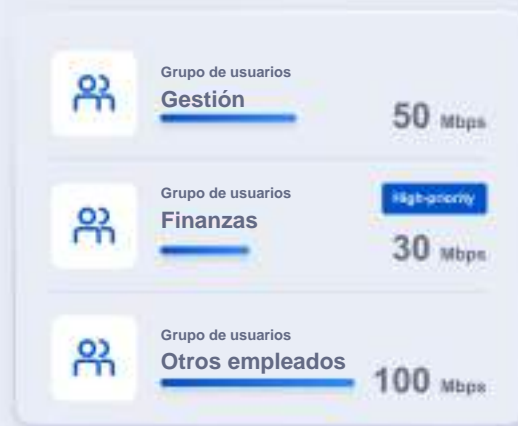 Grupo de usuarios
Gestión
50 Mbps
Grupo de usuarios
High-priority
Finanzas
30 Mbps
Grupo de usuarios
Otros empleados
100 Mbps